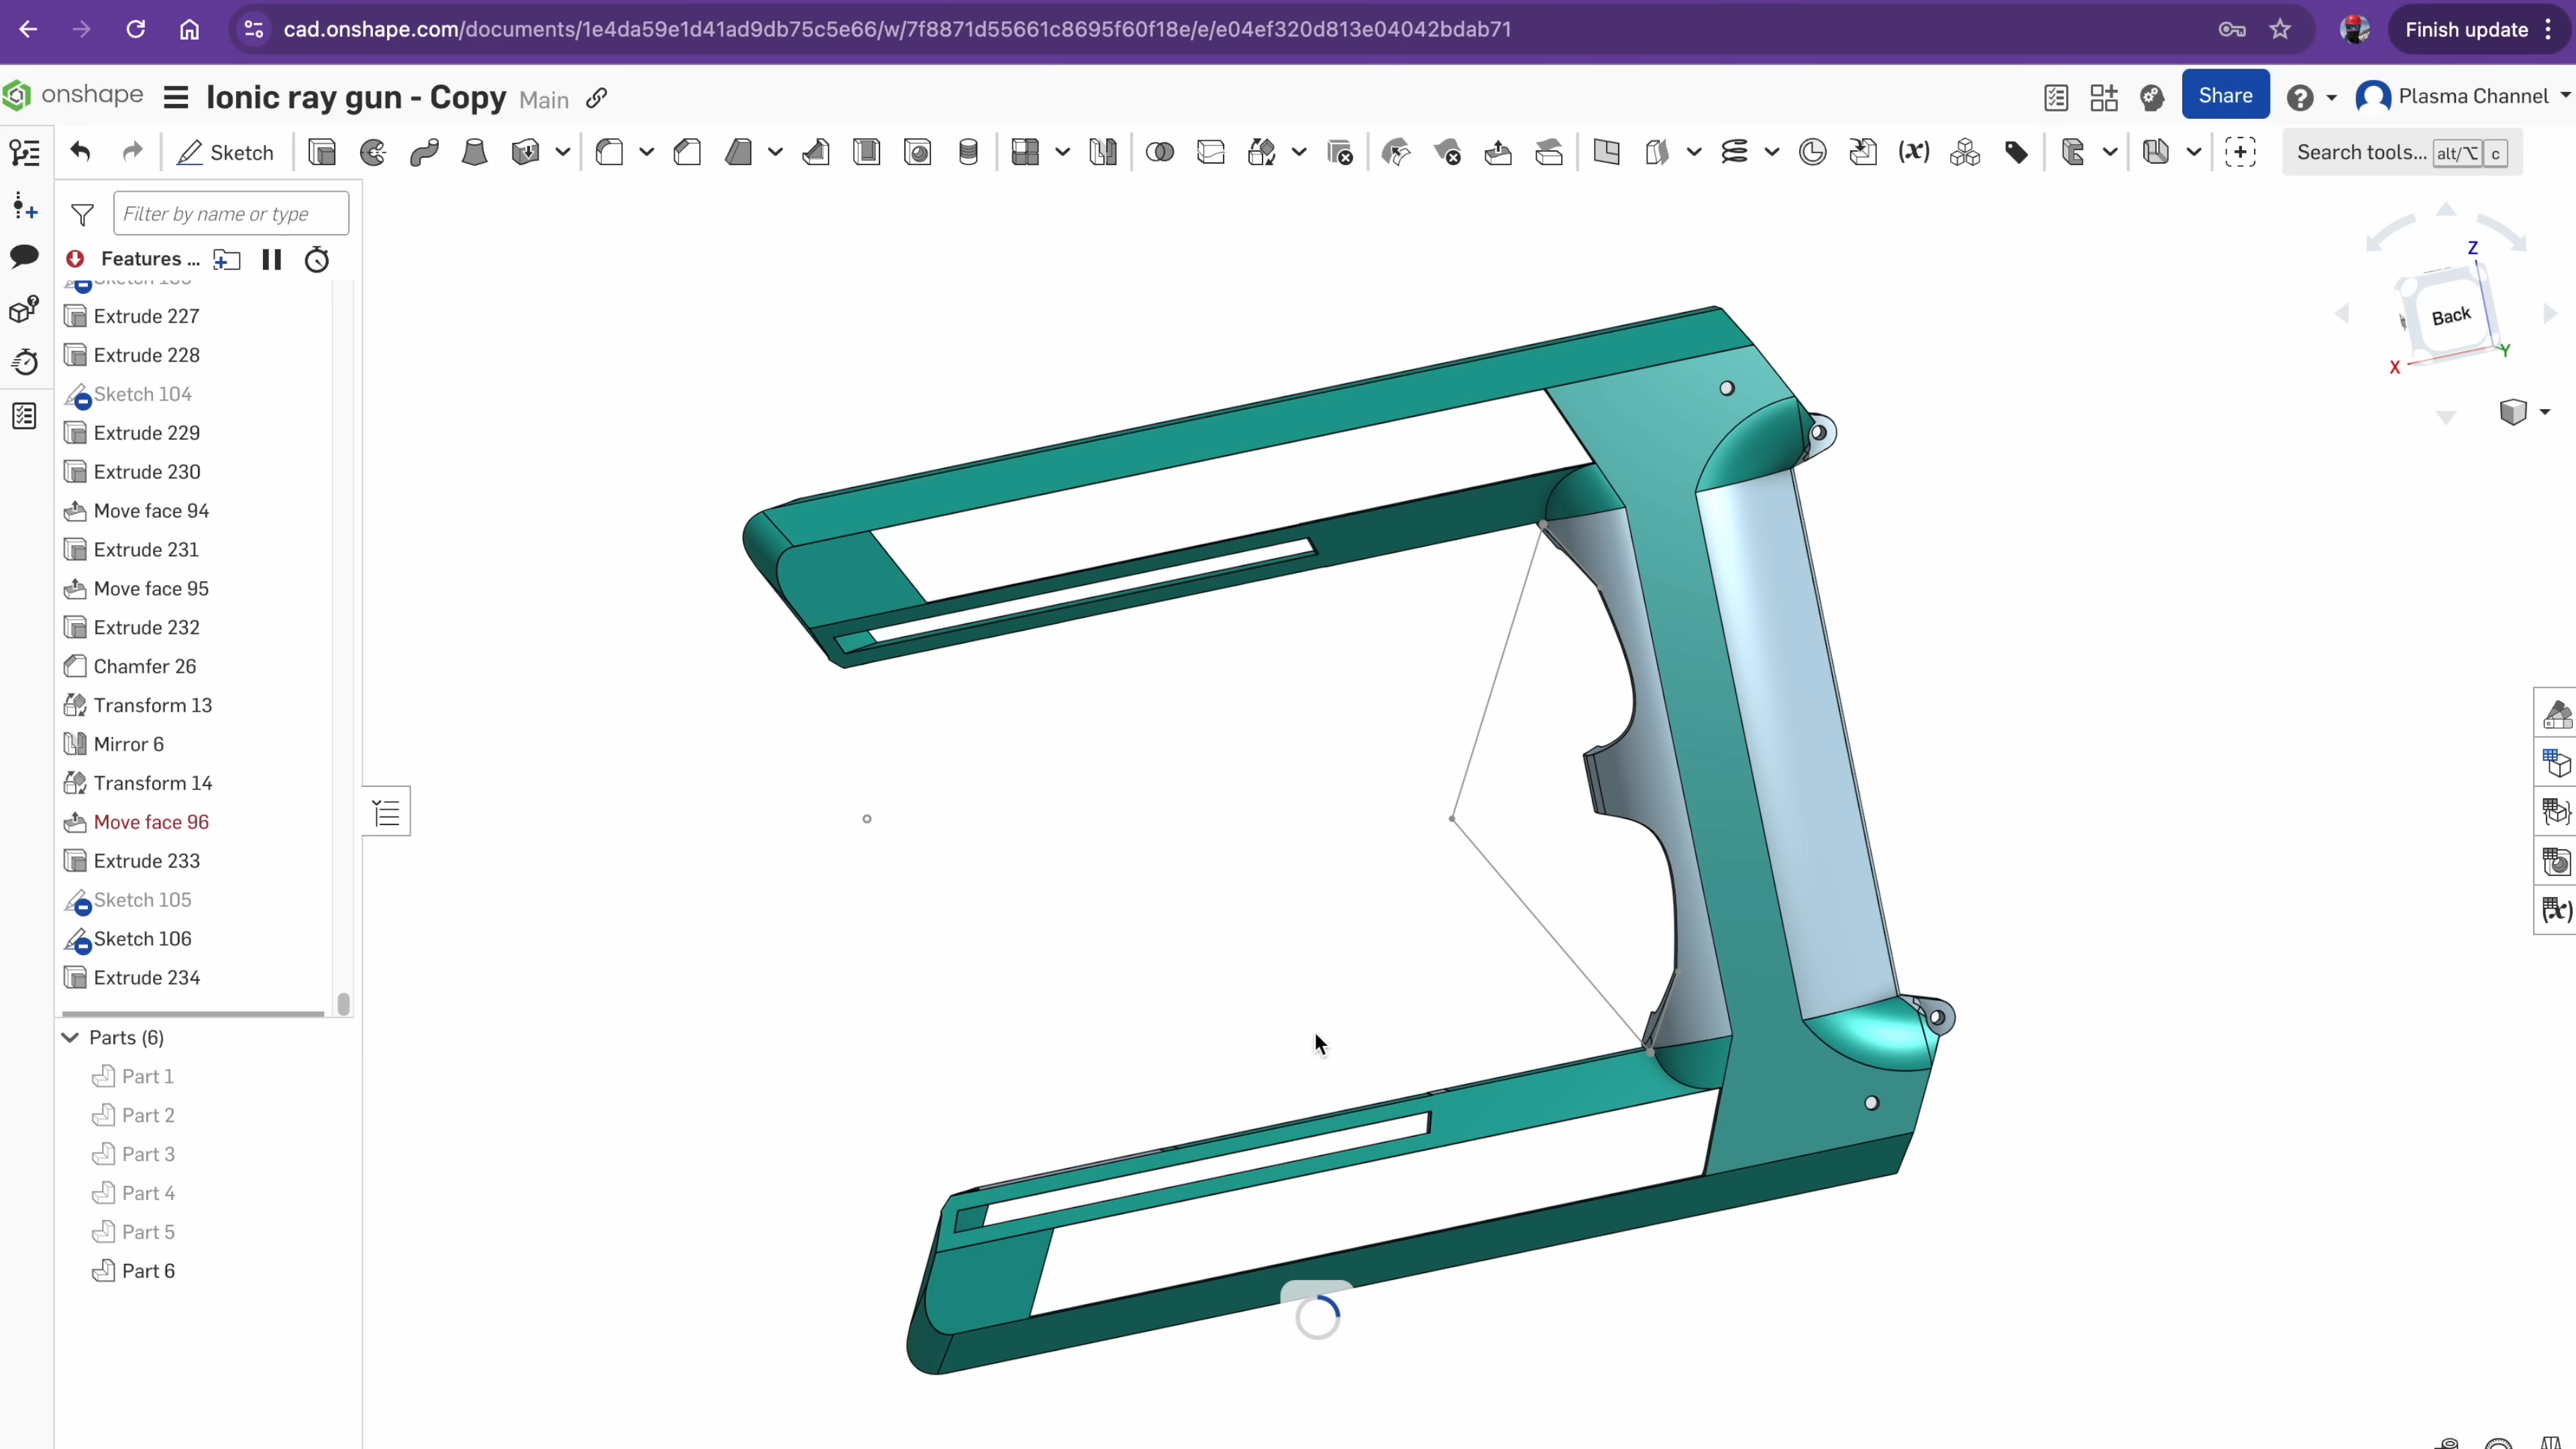 cad.onshape.com/documents/1e4da59e1d41ad9db75c5e66/w/7f8871d55661c8695f60f18e/e/e04ef320d813e04042bdab71
Finish update
onshape
Ionic ray gun - Copy Main
Share
Plasma Channel
Sketch
Search tools... alt/⌥ c
Filter by name or type
Features ...
Extrude 227
Extrude 228
Sketch 104
Extrude 229
Extrude 230
Move face 94
Extrude 231
Move face 95
Extrude 232
Chamfer 26
Transform 13
Mirror 6
Transform 14
Move face 96
Extrude 233
Sketch 105
Sketch 106
Extrude 234
Parts (6)
Part 1
Part 2
Part 3
Part 4
Part 5
Part 6
Z
Back
X
Y